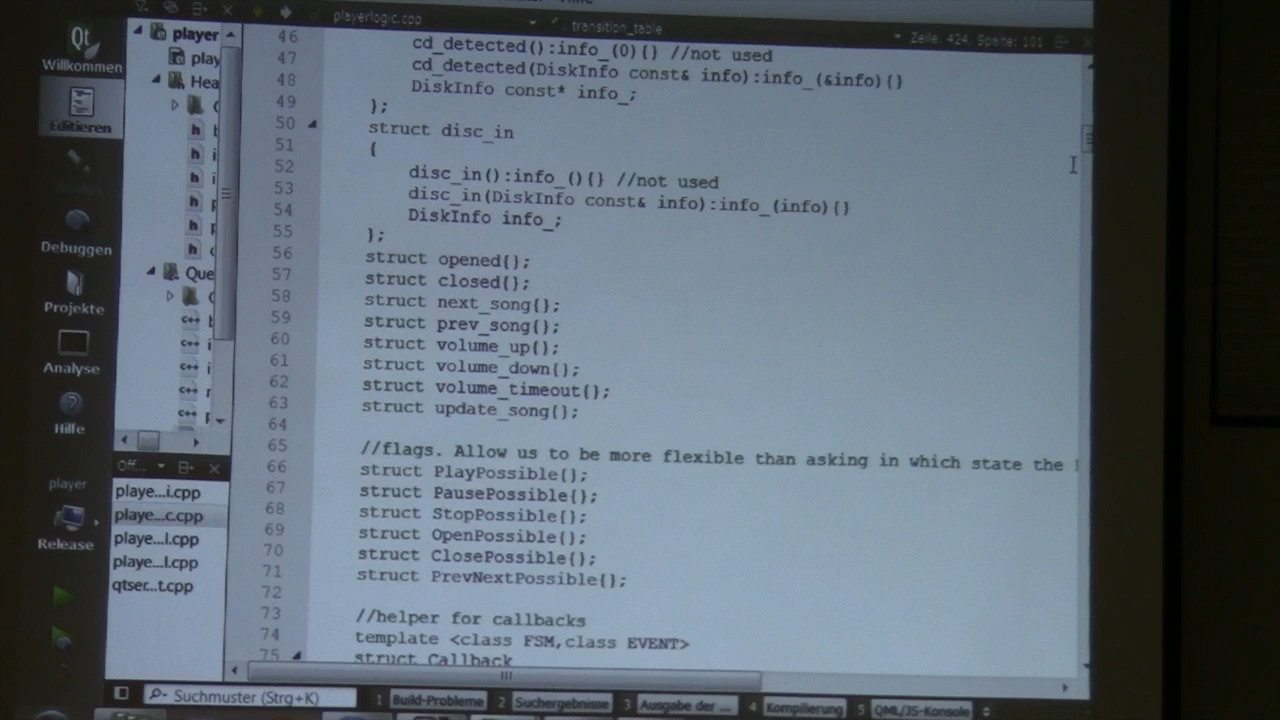 playerlogic.cpp
transition_table
Zeile: 424, Spalte: 101
Willkommen
Editieren
Debuggen
Projekte
Analyse
Hilfe
player
Release
player
play
Hea
Que
Off...
playe...i.cpp
playe...c.cpp
playe...l.cpp
playe...l.cpp
qtser...t.cpp
46 cd_detected():info_(0){} //not used
47 cd_detected(DiskInfo const& info):info_(&info){}
48 DiskInfo const* info_;
49 };
50 struct disc_in
51 {
52 disc_in():info_(){} //not used
53 disc_in(DiskInfo const& info):info_(info){}
54 DiskInfo info_;
55 };
56 struct opened{};
57 struct closed{};
58 struct next_song{};
59 struct prev_song{};
60 struct volume_up{};
61 struct volume_down{};
62 struct volume_timeout{};
63 struct update_song{};
64
65 //flags. Allow us to be more flexible than asking in which state the
66 struct PlayPossible{};
67 struct PausePossible{};
68 struct StopPossible{};
69 struct OpenPossible{};
70 struct ClosePossible{};
71 struct PrevNextPossible{};
72
73 //helper for callbacks
74 template <class FSM,class EVENT>
75 struct Callback
Suchmuster (Strg+K)
1 Build-Probleme
2 Suchergebnisse
3 Ausgabe der ...
4 Kompilierung
5 QML/JS-Konsole